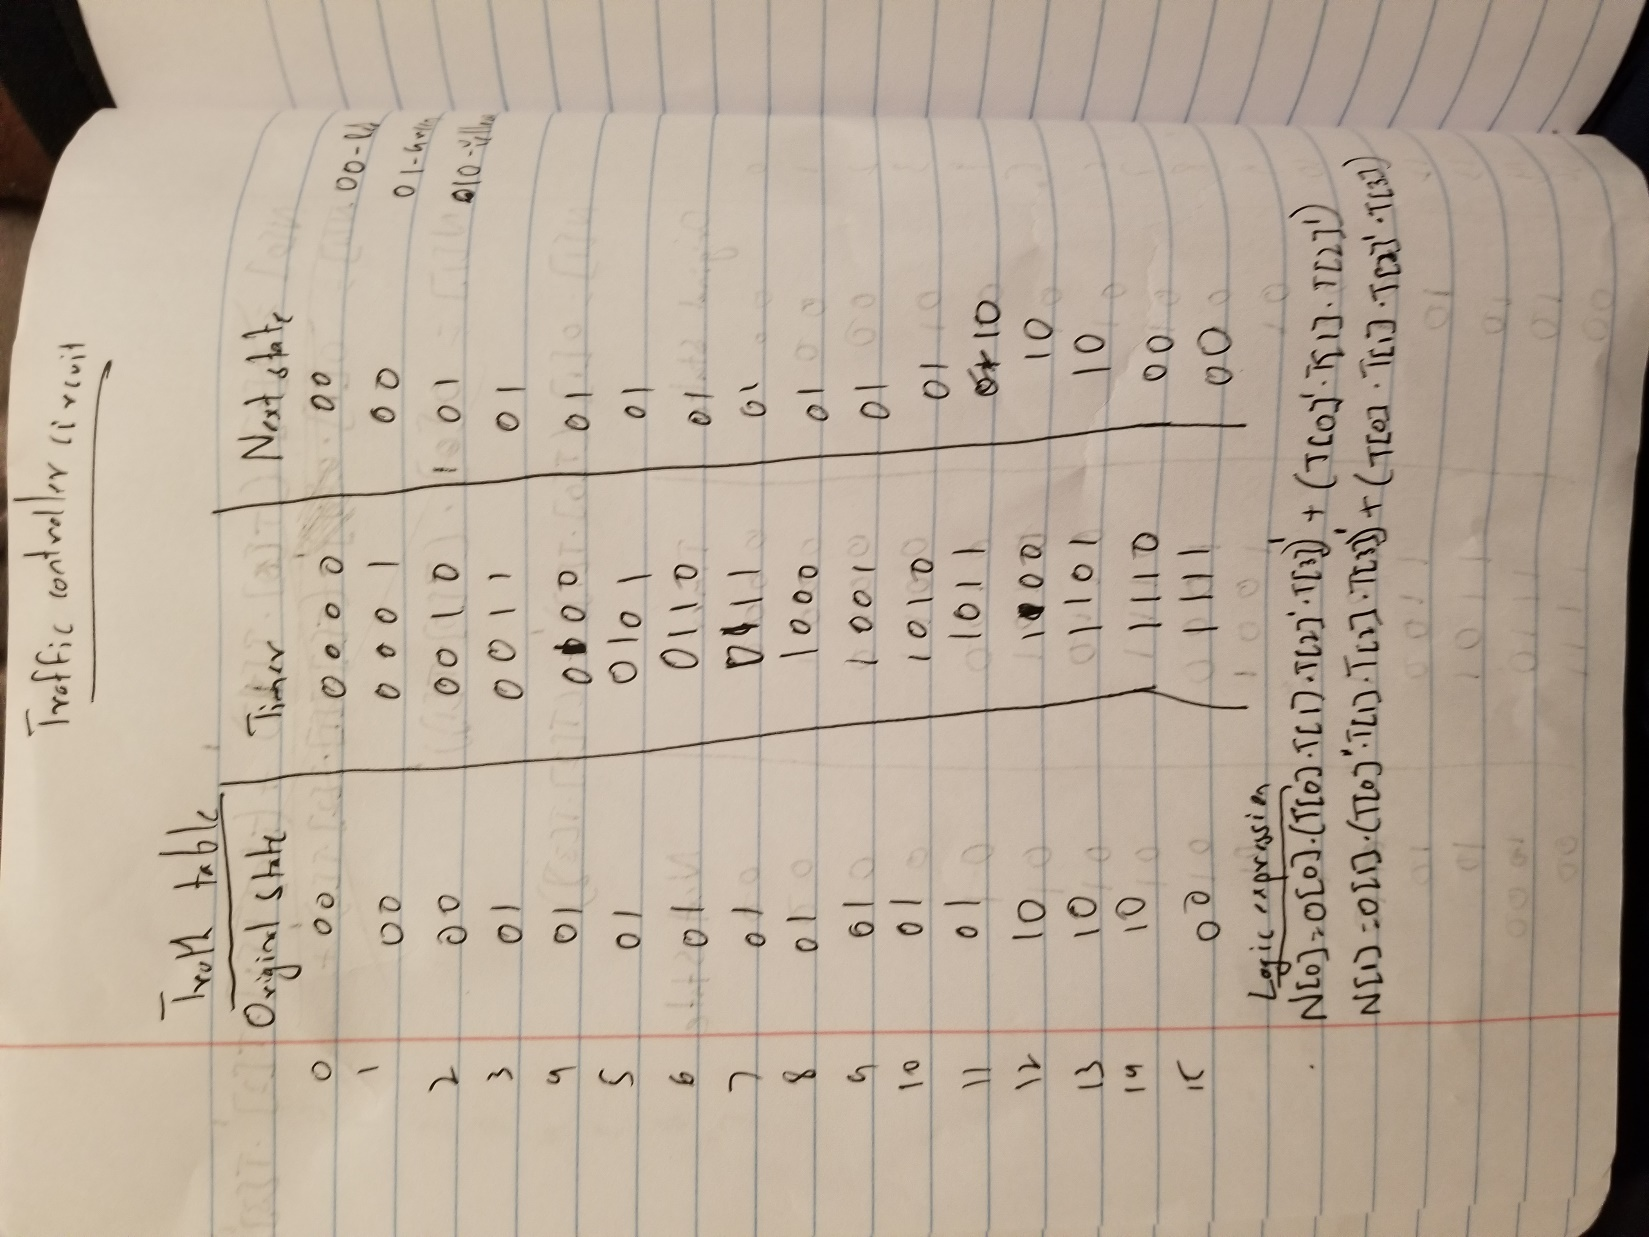 Traffic controller circuit
Truth table
Original state Timer Next state
0 00 0000 00 00-
1 00 0001 00 01-Green
2 00 0010 1 01 010-Yellow
3 01 0011 01
4 01 0100 01
5 01 0101 01
6 01 0110 01
7 01 0111 01
8 01 1000 01
9 01 10010 01
10 01 1010 01
11 01 1011 10
12 10 1100 10
13 10 1101 10
14 10 1110 00
15 00 1111 00
Logic expression
N[0]=O[0]·(T[0]·T[1]·T[2]'·T[3])' + (T[0]'·T[1]·T[2]')
N[1]=O[1]·(T[0]'·T[1]·T[2]·T[3])' + (T[0]·T[1]·T[2]'·T[3])